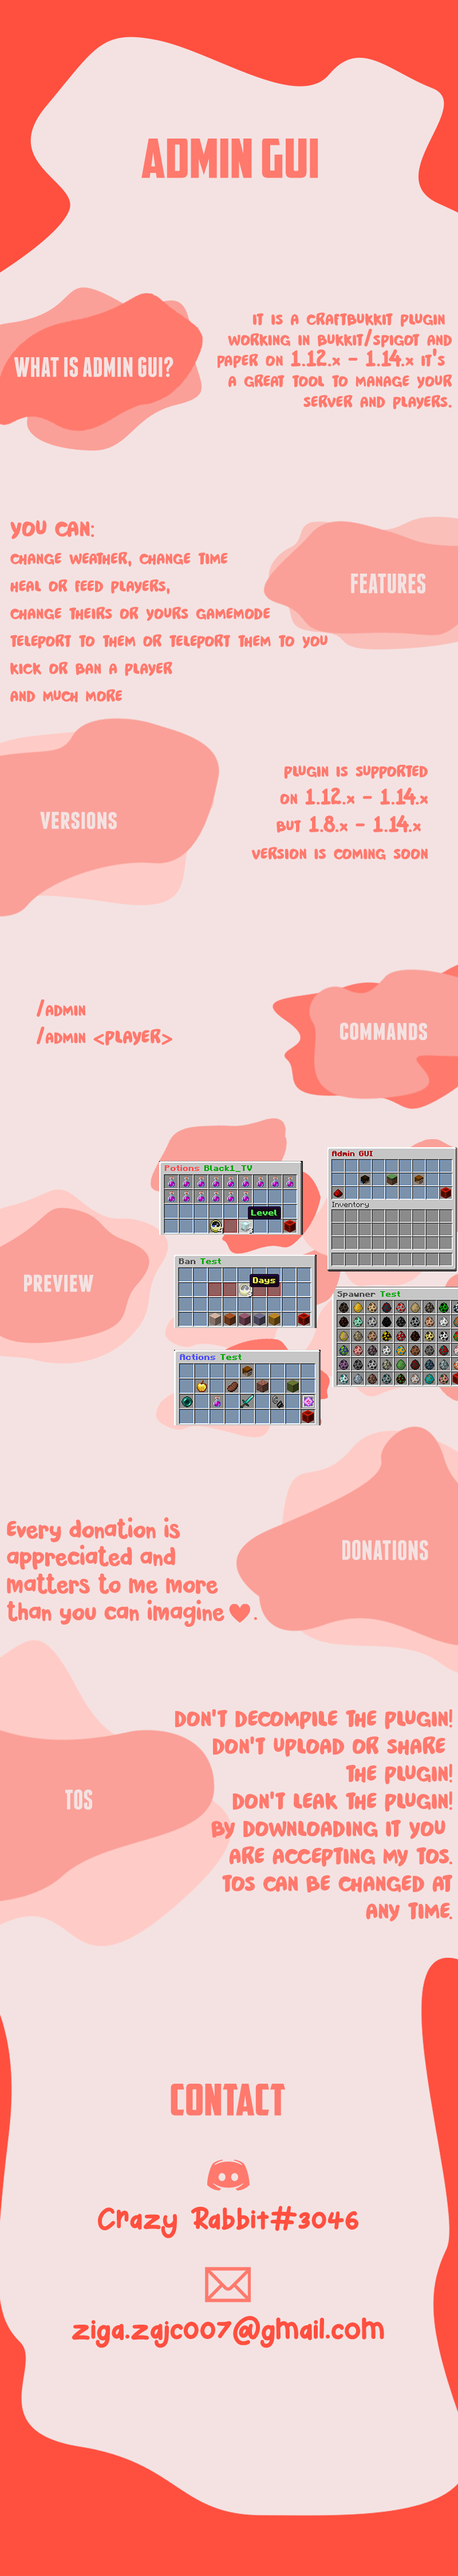 ADMIN GUI
WHAT IS ADMIN GUI?
IT IS A CRAFTBUKKIT PLUGIN
WORKING IN BUKKIT/SPIGOT AND
PAPER ON 1.12.x - 1.14.x IT'S
A GREAT TOOL TO MANAGE YOUR
SERVER AND PLAYERS.
FEATURES
YOU CAN:
CHANGE WEATHER, CHANGE TIME
HEAL OR FEED PLAYERS,
CHANGE THEIRS OR YOURS GAMEMODE
TELEPORT TO THEM OR TELEPORT THEM TO YOU
KICK OR BAN A PLAYER
AND MUCH MORE
VERSIONS
PLUGIN IS SUPPORTED
ON 1.12.x - 1.14.x
BUT 1.8.x - 1.14.x
VERSION IS COMING SOON
COMMANDS
/ADMIN
/ADMIN <PLAYER>
PREVIEW
Potions Black1_TV
Level
Admin GUI
Inventory
Ban Test
Days
Spawner Test
Actions Test
DONATIONS
Every donation is
appreciated and
matters to me more
than you can imagine ♥.
TOS
DON'T DECOMPILE THE PLUGIN!
DON'T UPLOAD OR SHARE
THE PLUGIN!
DON'T LEAK THE PLUGIN!
BY DOWNLOADING IT YOU
ARE ACCEPTING MY TOS.
TOS CAN BE CHANGED AT
ANY TIME.
CONTACT
Crazy Rabbit#3046
ziga.zajc007@gmail.com